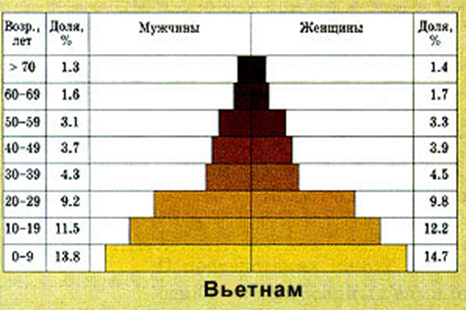 Возр., лет Доля, % Мужчины Женщины Доля, %
> 70 1.3 1.4
60–69 1.6 1.7
50–59 3.1 3.3
40–49 3.7 3.9
30–39 4.3 4.5
20–29 9.2 9.8
10–19 11.5 12.2
0–9 13.8 14.7
Вьетнам